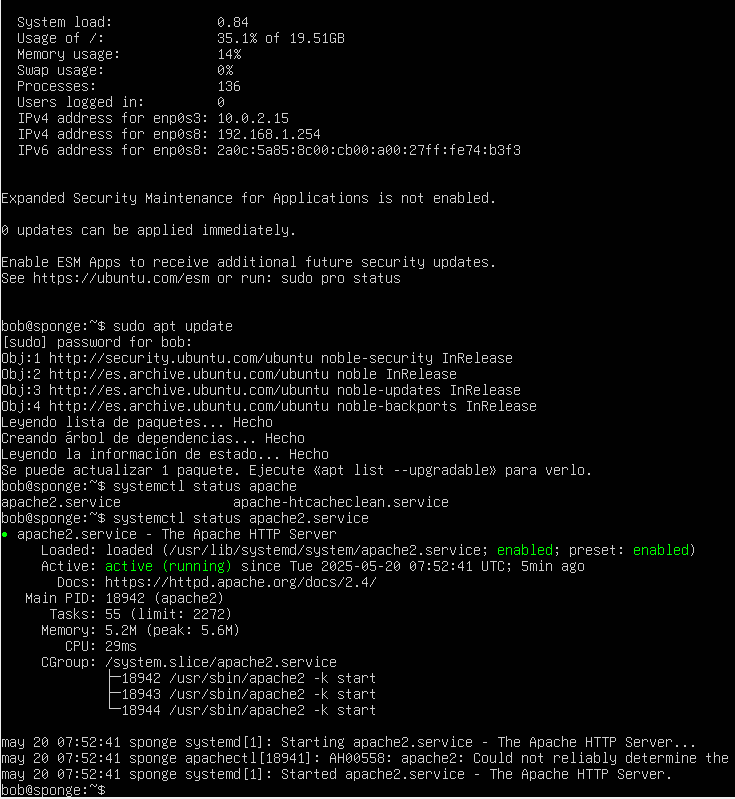 System load:             0.84
Usage of /:              35.1% of 19.51GB
Memory usage:            14%
Swap usage:              0%
Processes:               136
Users logged in:         0
IPv4 address for enp0s3: 10.0.2.15
IPv4 address for enp0s8: 192.168.1.254
IPv6 address for enp0s8: 2a0c:5a85:8c00:cb00:a00:27ff:fe74:b3f3
Expanded Security Maintenance for Applications is not enabled.
0 updates can be applied immediately.
Enable ESM Apps to receive additional future security updates.
See https://ubuntu.com/esm or run: sudo pro status
bob@sponge:~$ sudo apt update
[sudo] password for bob:
Obj:1 http://security.ubuntu.com/ubuntu noble-security InRelease
Obj:2 http://es.archive.ubuntu.com/ubuntu noble InRelease
Obj:3 http://es.archive.ubuntu.com/ubuntu noble-updates InRelease
Obj:4 http://es.archive.ubuntu.com/ubuntu noble-backports InRelease
Leyendo lista de paquetes... Hecho
Creando árbol de dependencias... Hecho
Leyendo la información de estado... Hecho
Se puede actualizar 1 paquete. Ejecute «apt list --upgradable» para verlo.
bob@sponge:~$ systemctl status apache
apache2.service              apache-htcacheclean.service
bob@sponge:~$ systemctl status apache2.service
● apache2.service - The Apache HTTP Server
Loaded: loaded (/usr/lib/systemd/system/apache2.service; enabled; preset: enabled)
Active: active (running) since Tue 2025-05-20 07:52:41 UTC; 5min ago
Docs: https://httpd.apache.org/docs/2.4/
Main PID: 18942 (apache2)
Tasks: 55 (limit: 2272)
Memory: 5.2M (peak: 5.6M)
CPU: 29ms
CGroup: /system.slice/apache2.service
├─18942 /usr/sbin/apache2 -k start
├─18943 /usr/sbin/apache2 -k start
└─18944 /usr/sbin/apache2 -k start
may 20 07:52:41 sponge systemd[1]: Starting apache2.service - The Apache HTTP Server...
may 20 07:52:41 sponge apachectl[18941]: AH00558: apache2: Could not reliably determine the
may 20 07:52:41 sponge systemd[1]: Started apache2.service - The Apache HTTP Server.
bob@sponge:~$